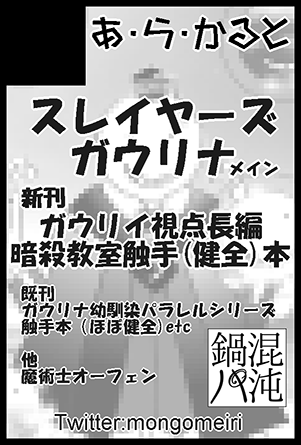 あ・ら・かると
スレイヤーズ
ガウリナメイン
新刊
ガウリイ視点長編
暗殺教室触手(健全)本
既刊
ガウリナ幼馴染パラレルシリーズ
触手本(ほぼ健全)etc
他
魔術士オーフェン
混沌
鍋パ
Twitter:mongomeiri